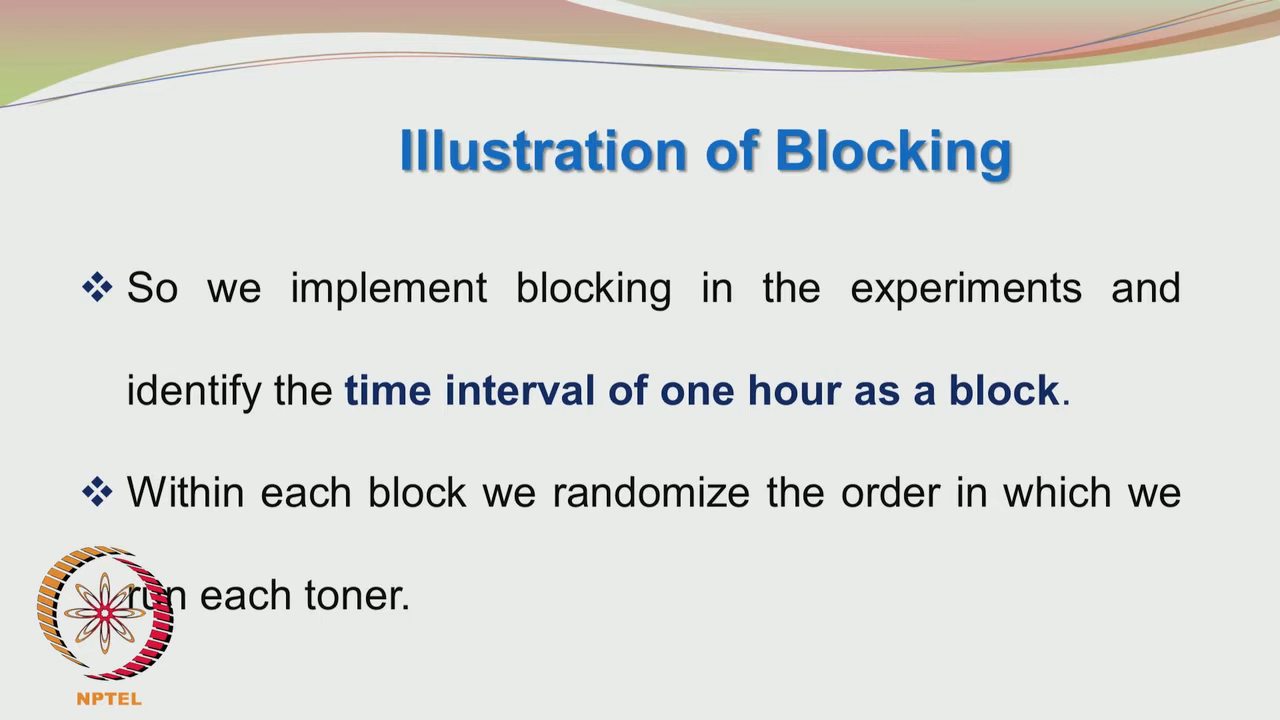 Illustration of Blocking
So we implement blocking in the experiments and
identify the time interval of one hour as a block.
Within each block we randomize the order in which we
run each toner.
NPTEL